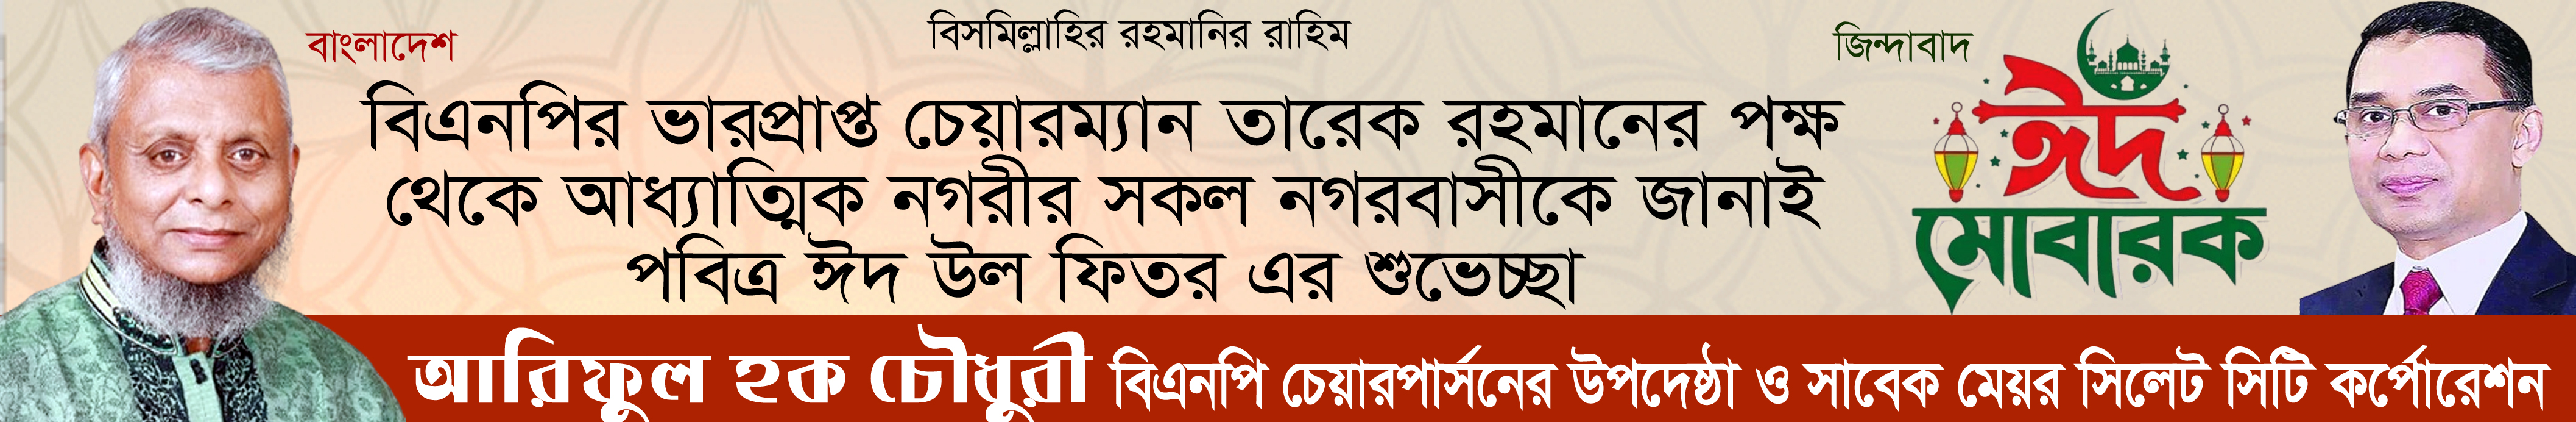 বিসমিল্লাহির রহমানির রাহিম
বাংলাদেশ
জিন্দাবাদ
বিএনপির ভারপ্রাপ্ত চেয়ারম্যান তারেক রহমানের পক্ষ
থেকে আধ্যাত্মিক নগরীর সকল নগরবাসীকে জানাই
পবিত্র ঈদ উল ফিতর এর শুভেচ্ছা
ঈদ
মোবারক
আরিফুল হক চৌধুরী বিএনপি চেয়ারপার্সনের উপদেষ্ঠা ও সাবেক মেয়র সিলেট সিটি কর্পোরেশন